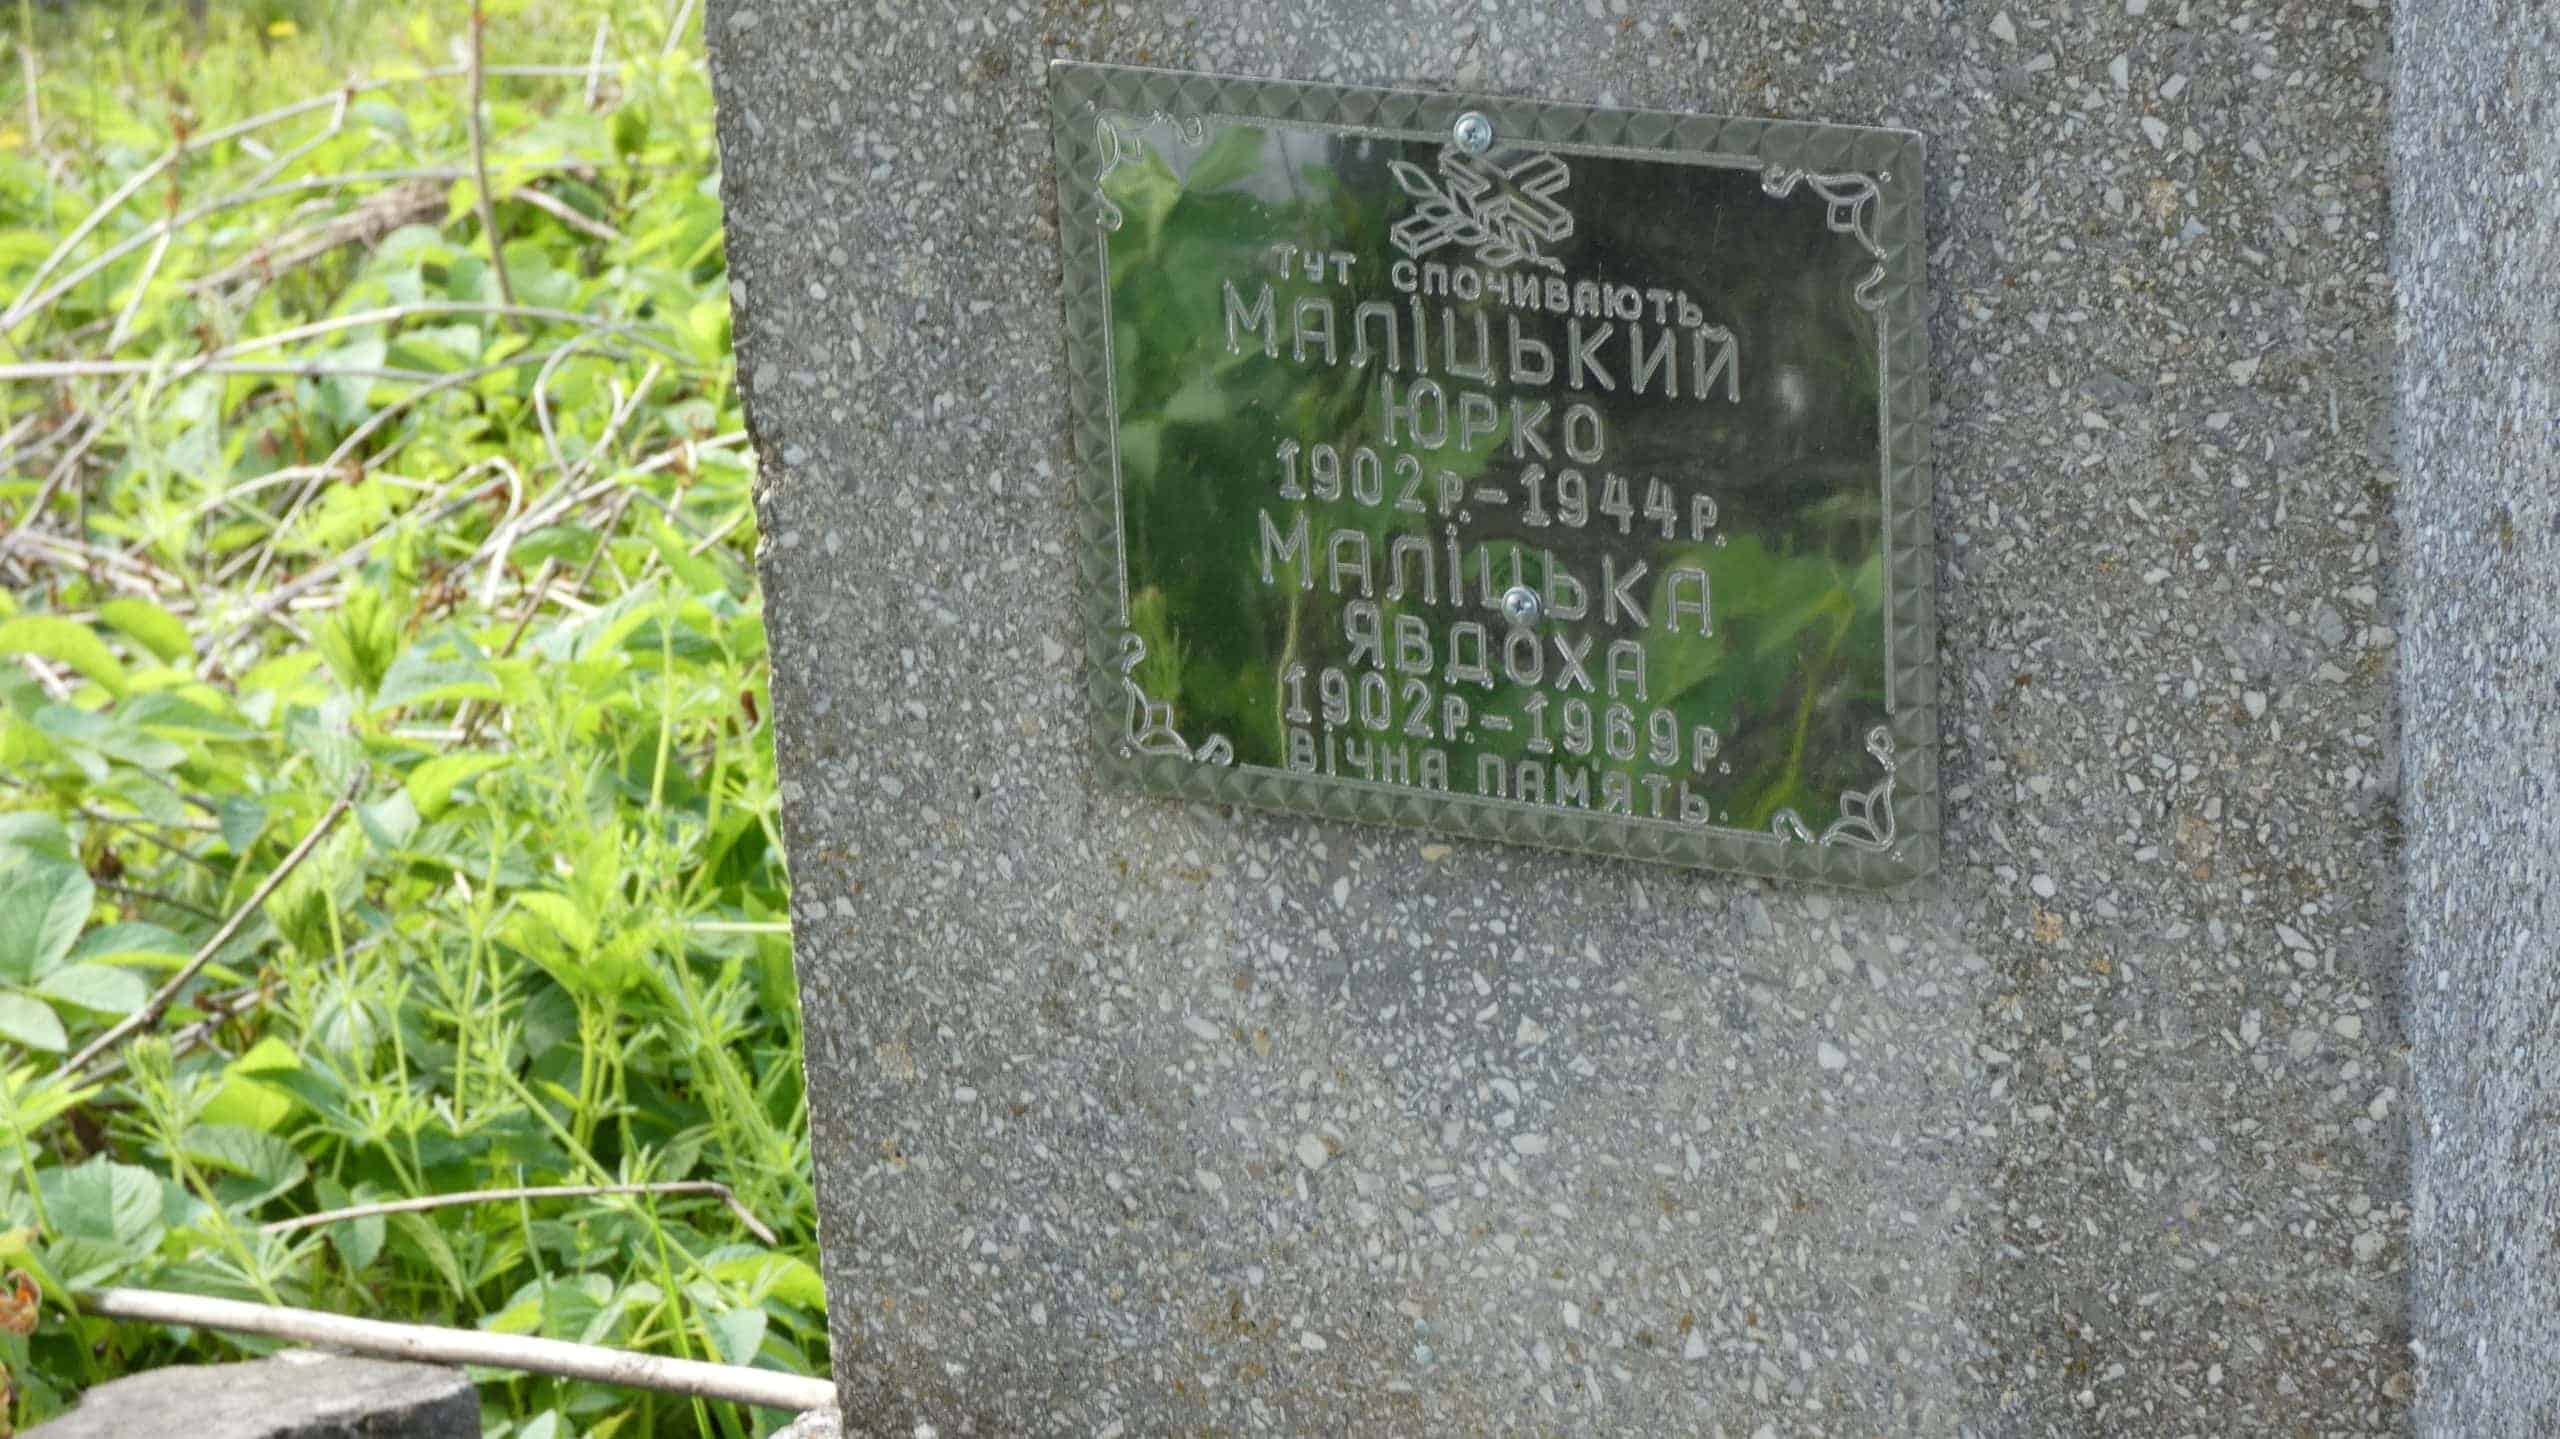 тут спочивають
МАЛІЦЬКИЙ
ЮРКО
1902р.-1944р.
МАЛІЦЬКА
ЯВДОХА
1902р.-1969р.
ВІЧНА ПАМ'ЯТЬ.